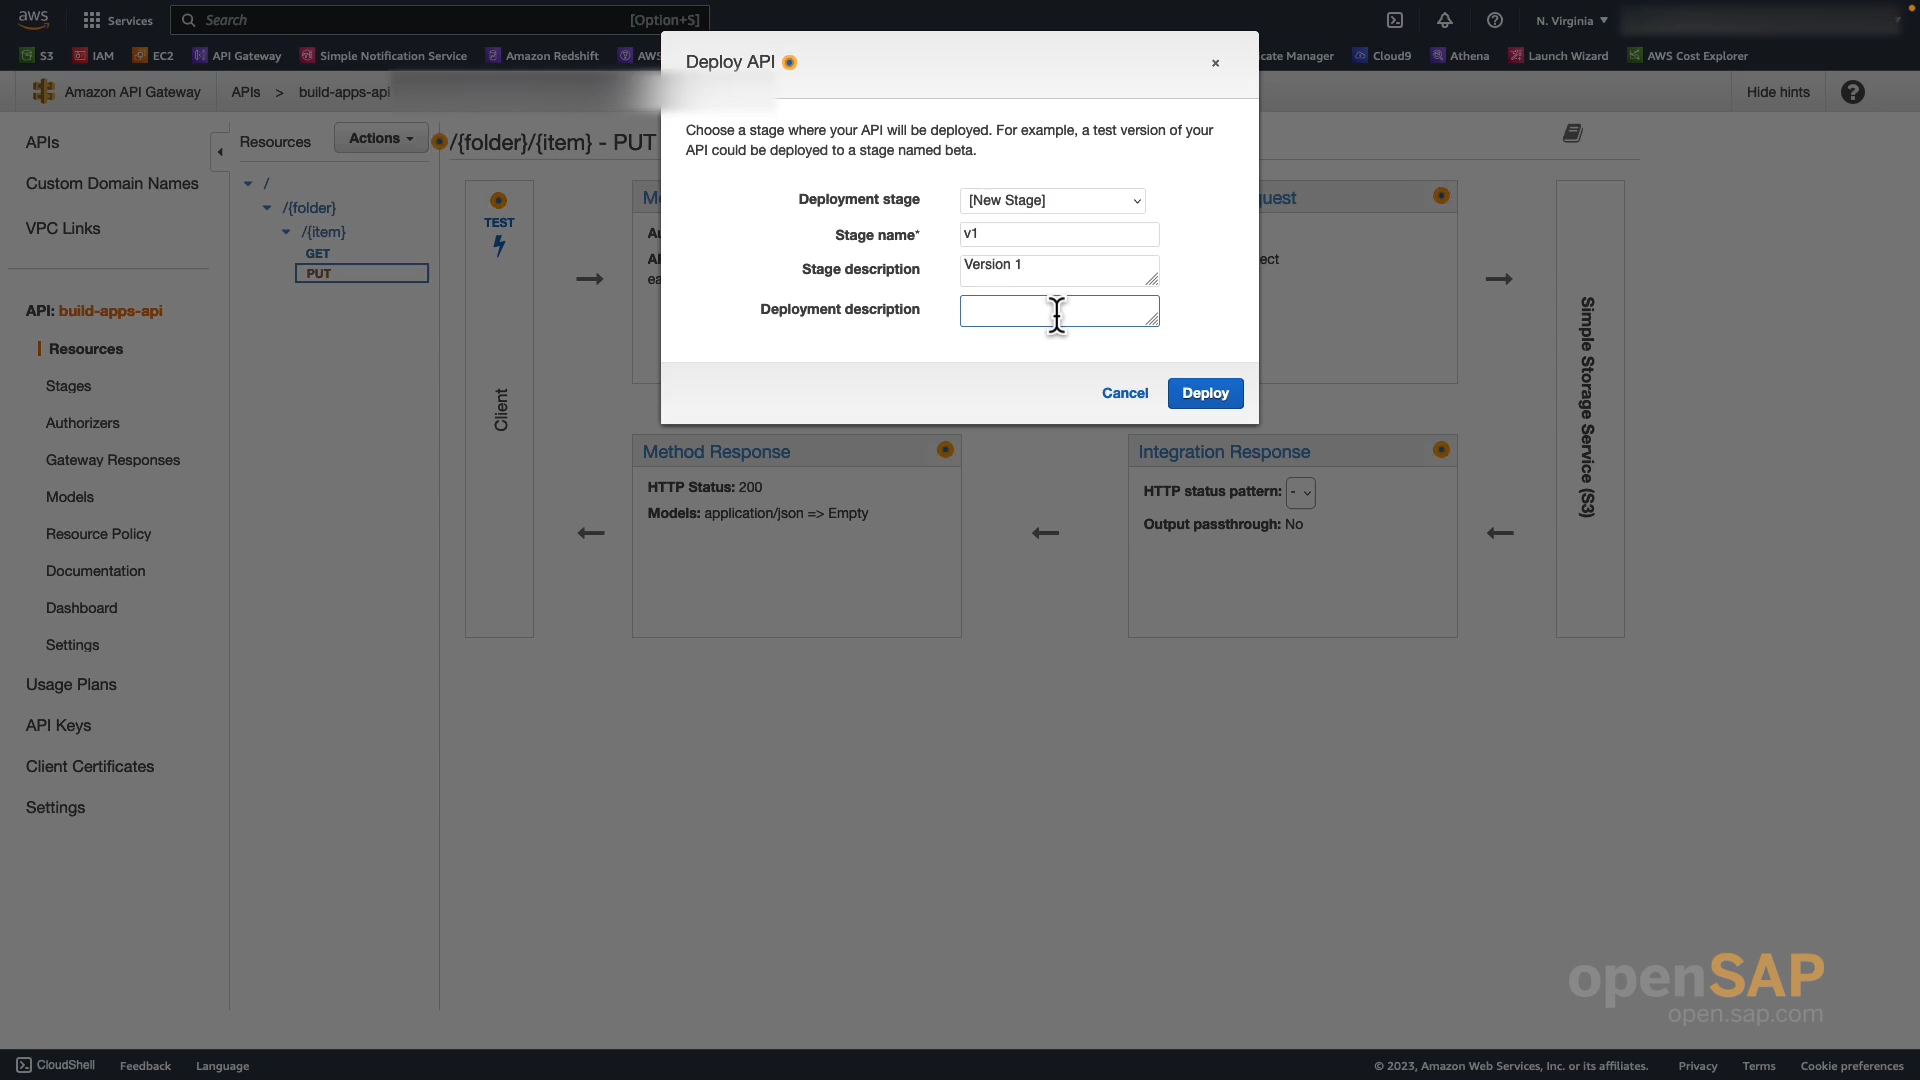 aws
Services
Search
[Option+S]
N. Virginia
S3
IAM
EC2
API Gateway
Simple Notification Service
Amazon Redshift
AWS
cate Manager
Cloud9
Athena
Launch Wizard
AWS Cost Explorer
Amazon API Gateway
APIs > build-apps-api
Hide hints
APIs
Custom Domain Names
VPC Links
API: build-apps-api
Resources
Stages
Authorizers
Gateway Responses
Models
Resource Policy
Documentation
Dashboard
Settings
Usage Plans
API Keys
Client Certificates
Settings
Resources
Actions
/
/{folder}
/{item}
GET
PUT
/{folder}/{item} - PUT
TEST
Client
Deploy API
×
Choose a stage where your API will be deployed. For example, a test version of your
API could be deployed to a stage named beta.
Deployment stage
[New Stage]
Stage name*
v1
Stage description
Version 1
Deployment description
Cancel
Deploy
uest
ect
Method Response
HTTP Status: 200
Models: application/json => Empty
Integration Response
HTTP status pattern: -
Output passthrough: No
Simple Storage Service (S3)
openSAP
open.sap.com
CloudShell
Feedback
Language
© 2023, Amazon Web Services, Inc. or its affiliates.
Privacy
Terms
Cookie preferences